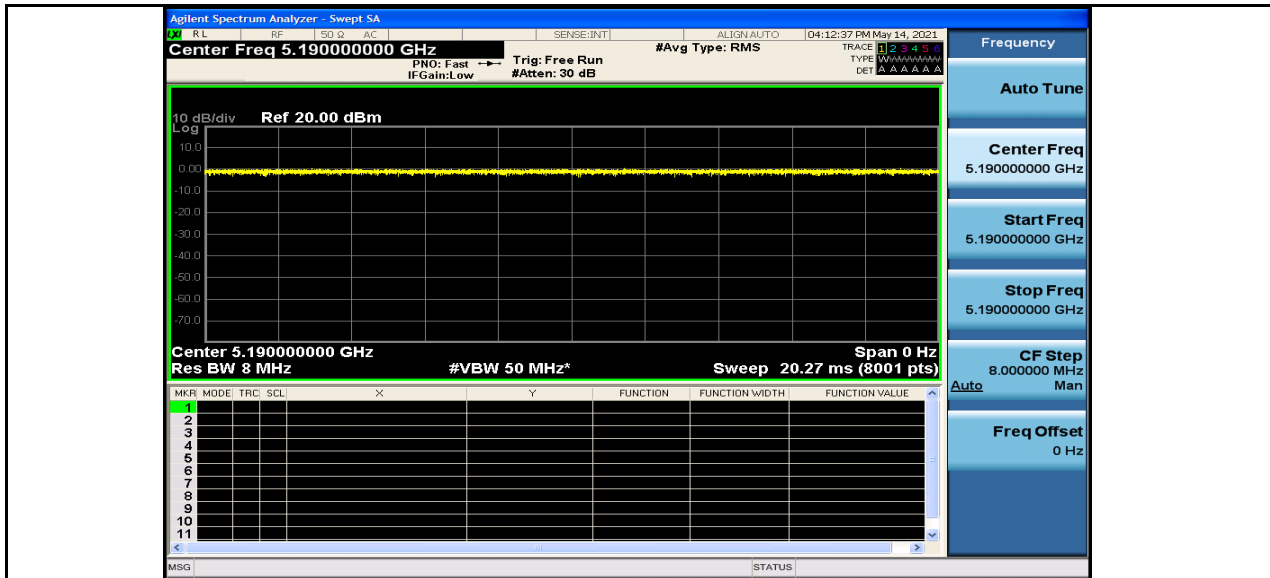 Agilent Spectrum Analyzer - Swept SA
LXI RL RF 50 Ω AC SENSE:INT ALIGN AUTO 04:12:37 PM May 14, 2021
Center Freq 5.190000000 GHz #Avg Type: RMS TRACE 1 2 3 4 5 6
PNO: Fast Trig: Free Run TYPE
IFGain:Low #Atten: 30 dB DET A A A A A A
10 dB/div Ref 20.00 dBm
Log
10.0
0.00
-10.0
-20.0
-30.0
-40.0
-50.0
-60.0
-70.0
Center 5.190000000 GHz Span 0 Hz
Res BW 8 MHz #VBW 50 MHz* Sweep 20.27 ms (8001 pts)
MKR MODE TRC SCL X Y FUNCTION FUNCTION WIDTH FUNCTION VALUE
1
2
3
4
5
6
7
8
9
10
11
MSG STATUS
Frequency
Auto Tune
Center Freq
5.190000000 GHz
Start Freq
5.190000000 GHz
Stop Freq
5.190000000 GHz
CF Step
8.000000 MHz
Auto Man
Freq Offset
0 Hz